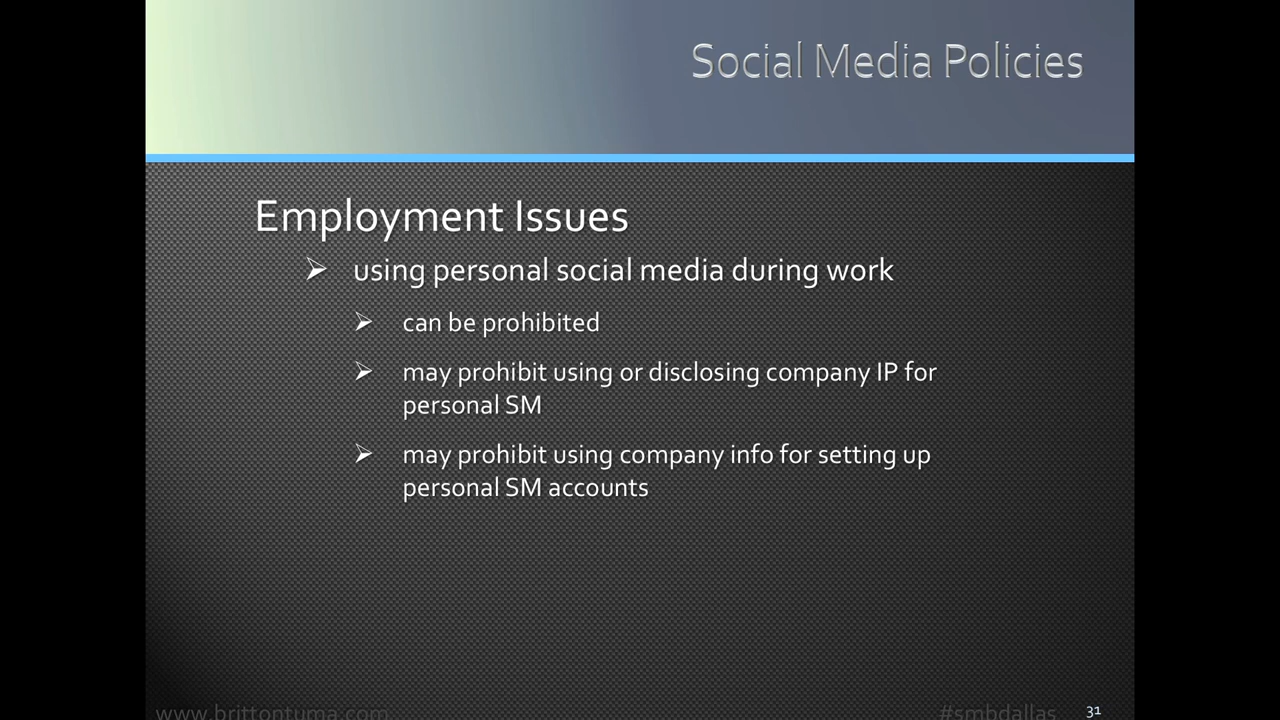 Social Media Policies
Employment Issues
using personal social media during work
can be prohibited
may prohibit using or disclosing company IP for
personal SM
may prohibit using company info for setting up
personal SM accounts
www.brittontuma.com
#smbdallas
31